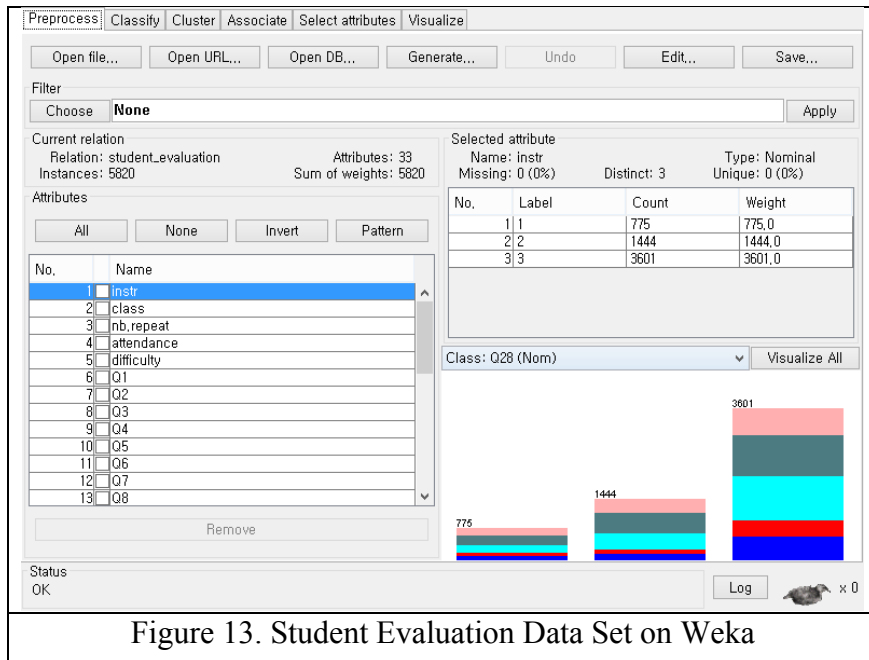 Preprocess Classify Cluster Associate Select attributes Visualize
Open file... Open URL... Open DB... Generate... Undo Edit... Save...
Filter
Choose None Apply
Current relation
Relation: student_evaluation Attributes: 33
Instances: 5820 Sum of weights: 5820
Selected attribute
Name: instr Type: Nominal
Missing: 0 (0%) Distinct: 3 Unique: 0 (0%)
No. Label Count Weight
1 1 775 775.0
2 2 1444 1444.0
3 3 3601 3601.0
Attributes
All None Invert Pattern
No. Name
1 instr
2 class
3 nb.repeat
4 attendance
5 difficulty
6 Q1
7 Q2
8 Q3
9 Q4
10 Q5
11 Q6
12 Q7
13 Q8
Remove
Class: Q28 (Nom) Visualize All
775
1444
3601
Status
OK
Log x 0
Figure 13. Student Evaluation Data Set on Weka